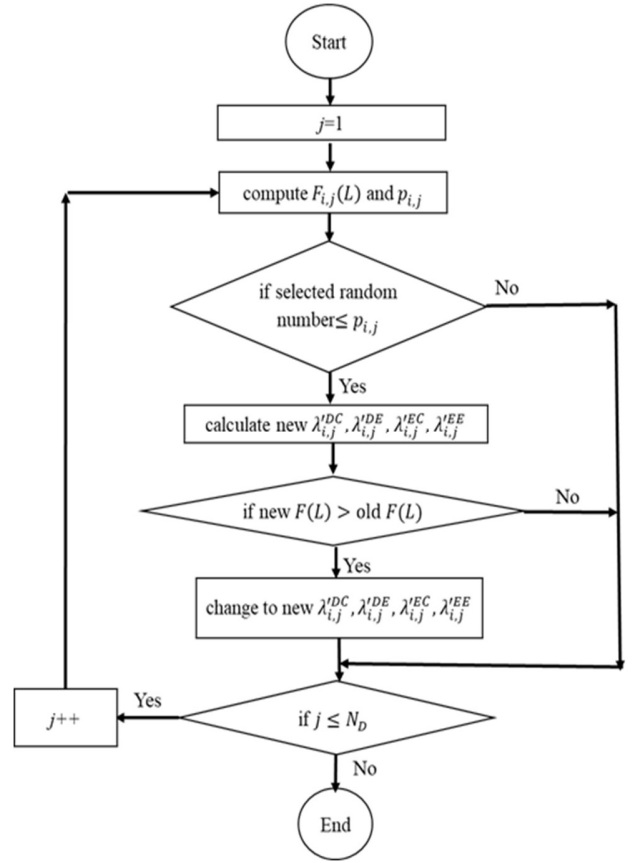 Start
j=1
compute F_{i,j}(L) and p_{i,j}
if selected random
number≤ p_{i,j}
No
Yes
calculate new λ'^{DC}_{i,j}, λ'^{DE}_{i,j}, λ'^{EC}_{i,j}, λ'^{EE}_{i,j}
if new F(L) > old F(L)
No
Yes
change to new λ'^{DC}_{i,j}, λ'^{DE}_{i,j}, λ'^{EC}_{i,j}, λ'^{EE}_{i,j}
if j ≤ N_D
Yes
j++
No
End